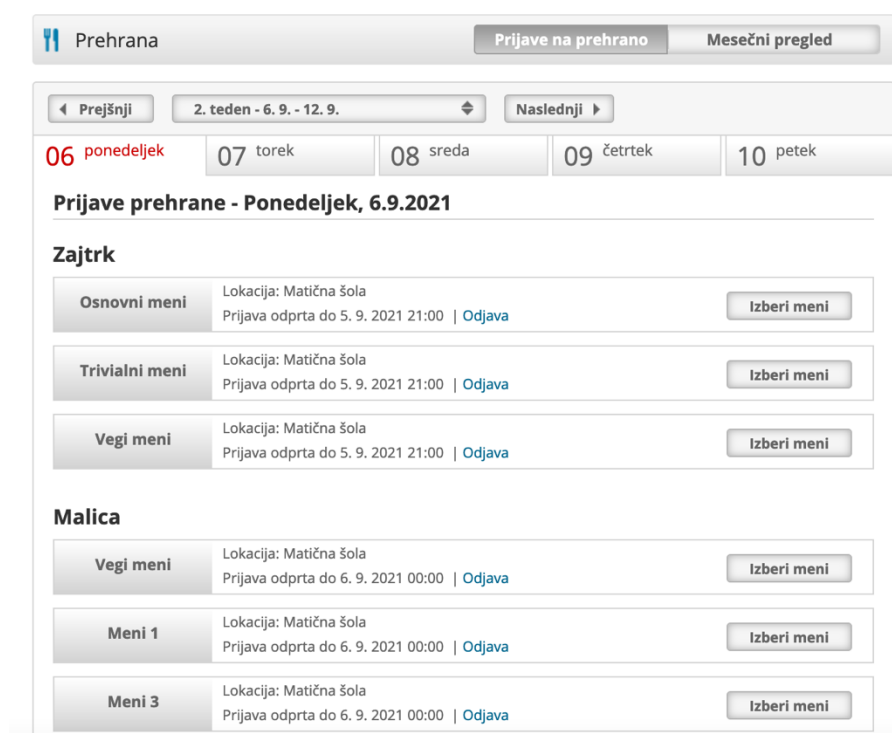 Prehrana
Prijave na prehrano
Mesečni pregled
Prejšnji
2. teden - 6. 9. - 12. 9.
Naslednji
06 ponedeljek
07 torek
08 sreda
09 četrtek
10 petek
Prijave prehrane - Ponedeljek, 6.9.2021
Zajtrk
Osnovni meni
Lokacija: Matična šola
Prijava odprta do 5. 9. 2021 21:00 | Odjava
Izberi meni
Trivialni meni
Lokacija: Matična šola
Prijava odprta do 5. 9. 2021 21:00 | Odjava
Izberi meni
Vegi meni
Lokacija: Matična šola
Prijava odprta do 5. 9. 2021 21:00 | Odjava
Izberi meni
Malica
Vegi meni
Lokacija: Matična šola
Prijava odprta do 6. 9. 2021 00:00 | Odjava
Izberi meni
Meni 1
Lokacija: Matična šola
Prijava odprta do 6. 9. 2021 00:00 | Odjava
Izberi meni
Meni 3
Lokacija: Matična šola
Prijava odprta do 6. 9. 2021 00:00 | Odjava
Izberi meni